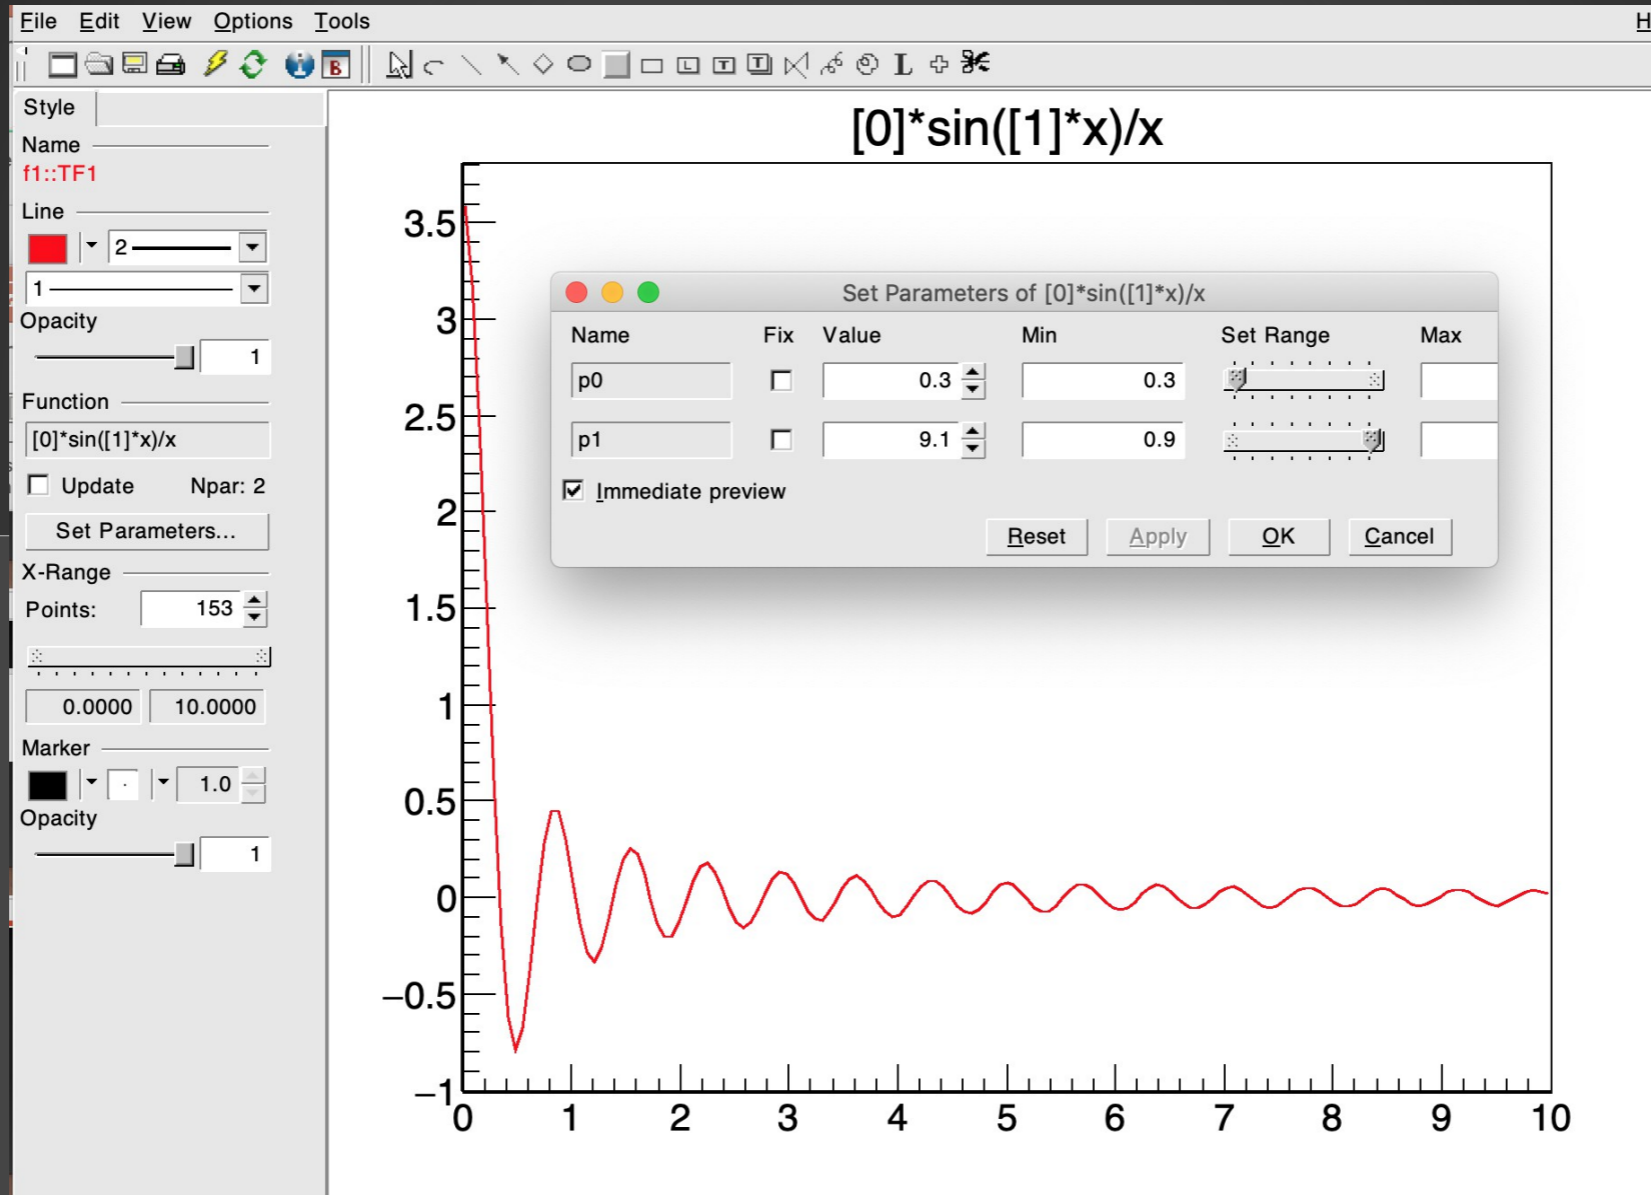 File Edit View Options Tools H
B L T T L
Style
Name
f1::TF1
Line
2
1
Opacity
1
Function
[0]*sin([1]*x)/x
Update Npar: 2
Set Parameters...
X-Range
Points: 153
0.0000 10.0000
Marker
1.0
Opacity
1
[0]*sin([1]*x)/x
3.5
3
2.5
2
1.5
1
0.5
0
−0.5
−1
0 1 2 3 4 5 6 7 8 9 10
Set Parameters of [0]*sin([1]*x)/x
Name Fix Value Min Set Range Max
p0 0.3 0.3
p1 9.1 0.9
Immediate preview
Reset Apply OK Cancel